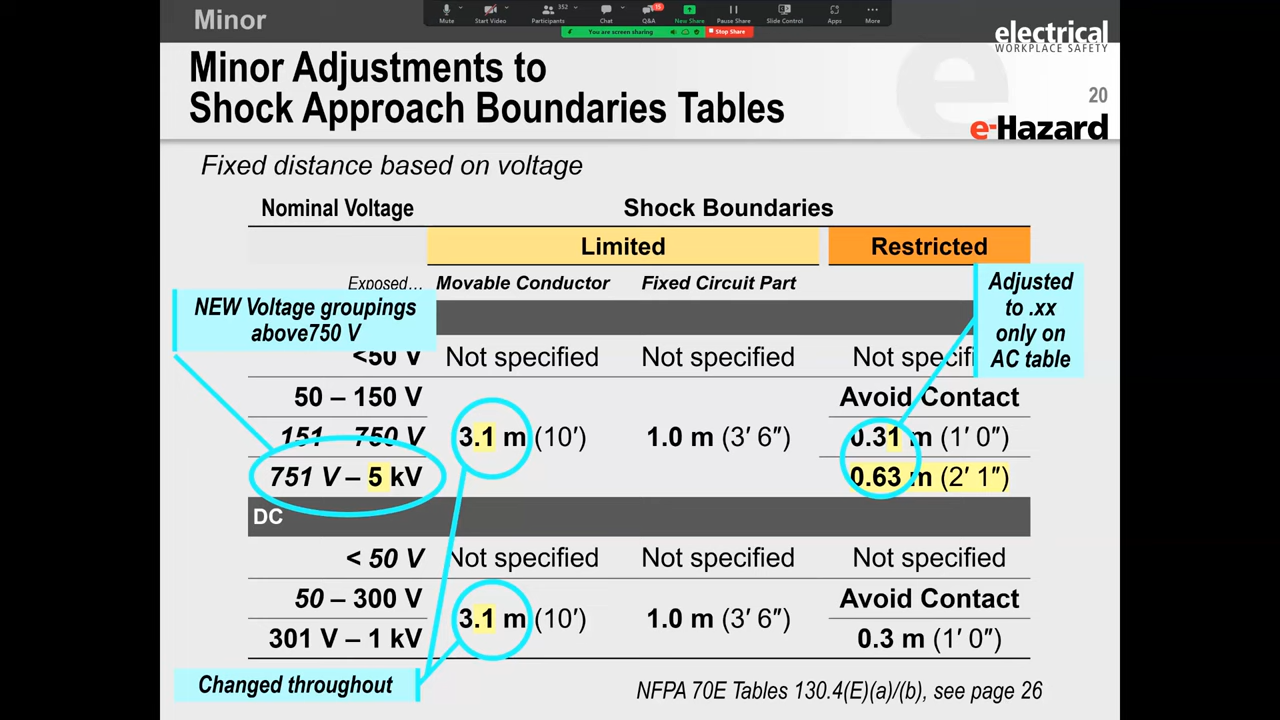 Minor
Mute
Start Video
Participants
352
Chat
Q&A
15
New Share
Pause Share
Slide Control
Apps
More
You are screen sharing
Stop Share
electrical
WORKPLACE SAFETY
Minor Adjustments to
Shock Approach Boundaries Tables
20
e-Hazard
Fixed distance based on voltage
Nominal Voltage Shock Boundaries
Limited Restricted
Exposed… Movable Conductor Fixed Circuit Part
NEW Voltage groupings
above750 V
Adjusted
to .xx
only on
AC table
<50 V Not specified Not specified Not
50 – 150 V Avoid Contact
151 – 750 V 3.1 m (10′) 1.0 m (3′ 6″) 0.31 m (1′ 0″)
751 V – 5 kV 0.63 m (2′ 1″)
DC
< 50 V Not specified Not specified Not specified
50 – 300 V Avoid Contact
3.1 m (10′) 1.0 m (3′ 6″)
301 V – 1 kV 0.3 m (1′ 0″)
Changed throughout
NFPA 70E Tables 130.4(E)(a)/(b), see page 26